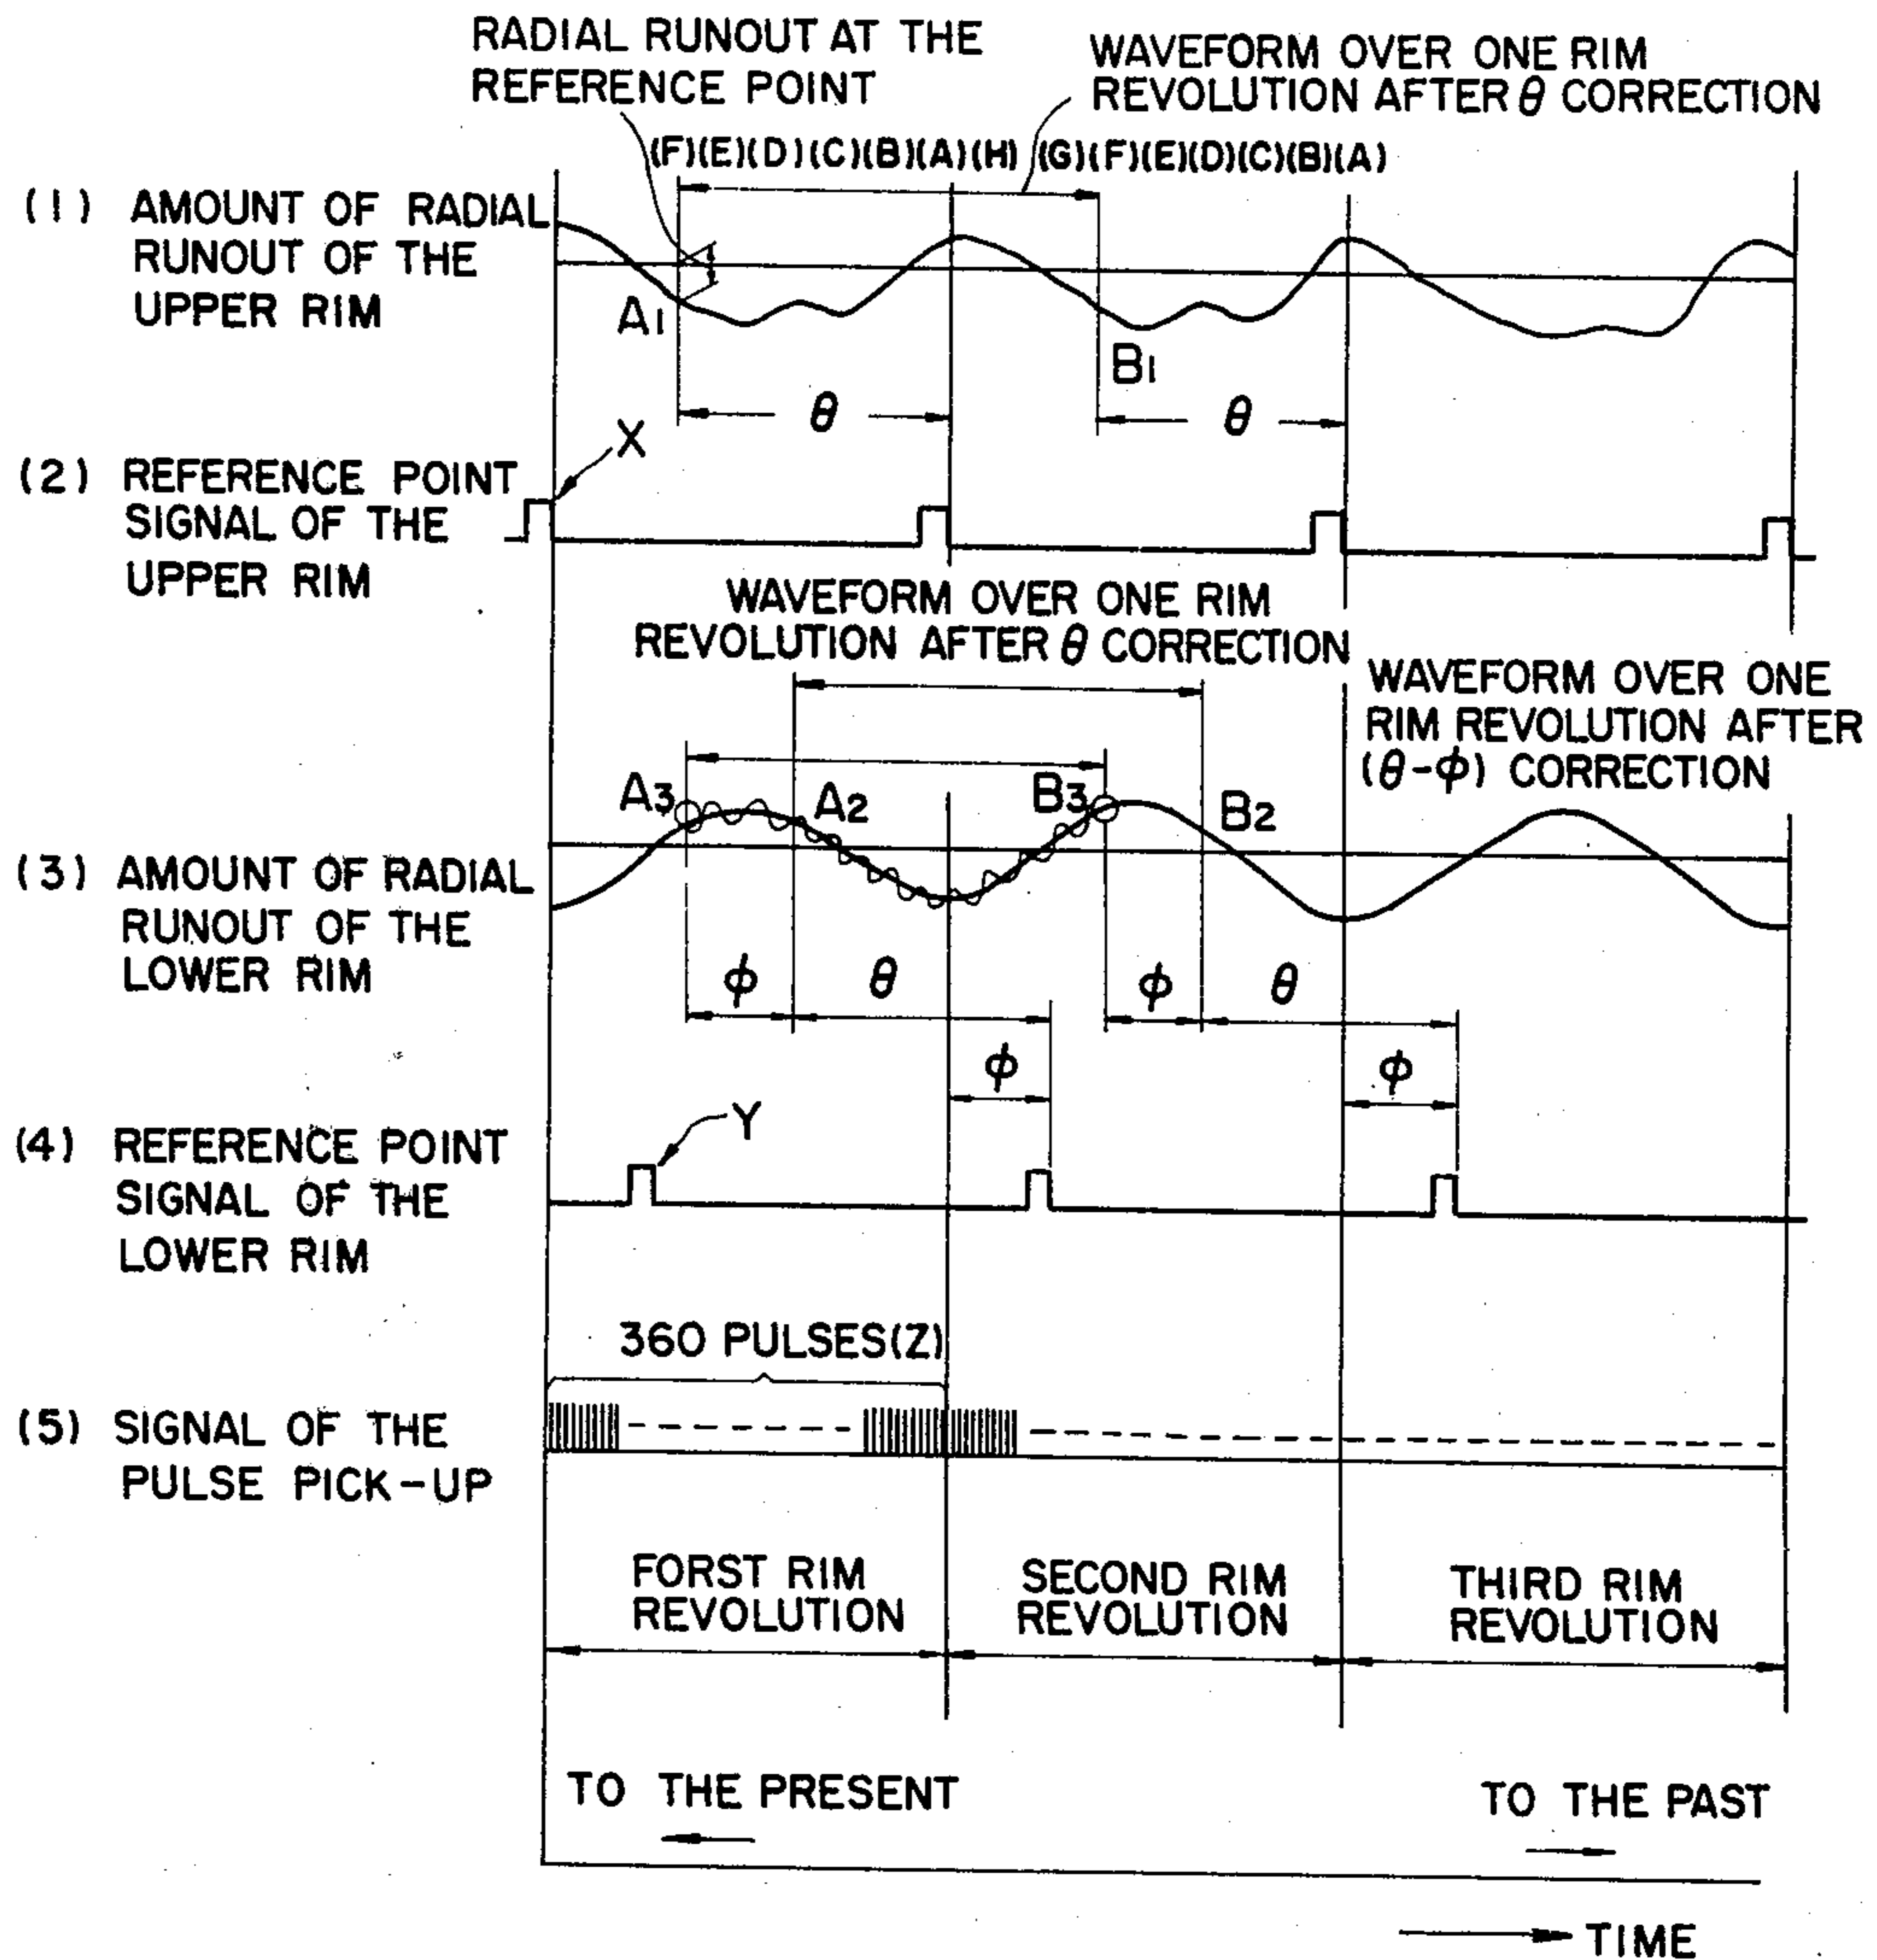 RADIAL RUNOUT AT THE
REFERENCE POINT
WAVEFORM OVER ONE RIM
REVOLUTION AFTER θ CORRECTION
(F)(E)(D)(C)(B)(A)(H) (G)(F)(E)(D)(C)(B)(A)
(1) AMOUNT OF RADIAL
RUNOUT OF THE
UPPER RIM
A1
B1
θ
θ
X
(2) REFERENCE POINT
SIGNAL OF THE
UPPER RIM
WAVEFORM OVER ONE RIM
REVOLUTION AFTER θ CORRECTION
WAVEFORM OVER ONE
RIM REVOLUTION AFTER
(θ-ϕ) CORRECTION
A3
A2
B3
B2
(3) AMOUNT OF RADIAL
RUNOUT OF THE
LOWER RIM
ϕ
θ
ϕ
θ
ϕ
ϕ
Y
(4) REFERENCE POINT
SIGNAL OF THE
LOWER RIM
360 PULSES(Z)
(5) SIGNAL OF THE
PULSE PICK-UP
FORST RIM
REVOLUTION
SECOND RIM
REVOLUTION
THIRD RIM
REVOLUTION
TO THE PRESENT
TO THE PAST
TIME